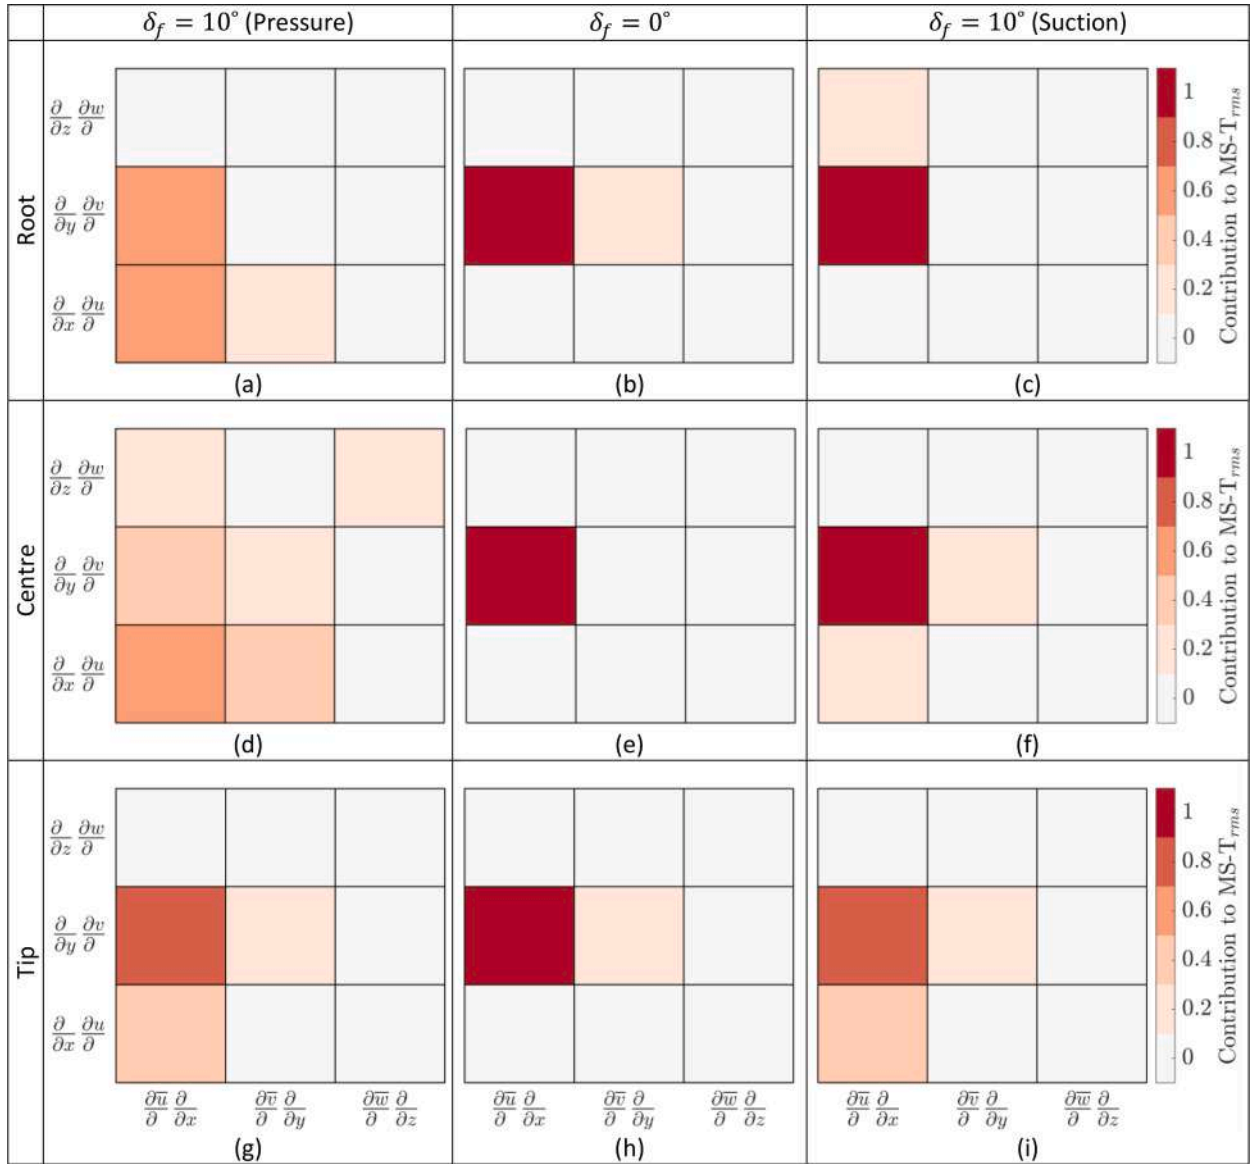 δ_f = 10° (Pressure) δ_f = 0° δ_f = 10° (Suction)
Root
∂/∂z ∂w/∂
∂/∂y ∂v/∂
∂/∂x ∂u/∂
1
0.8
0.6
0.4
0.2
0
Contribution to MS-T_rms
(a) (b) (c)
Centre
∂/∂z ∂w/∂
∂/∂y ∂v/∂
∂/∂x ∂u/∂
1
0.8
0.6
0.4
0.2
0
Contribution to MS-T_rms
(d) (e) (f)
Tip
∂/∂z ∂w/∂
∂/∂y ∂v/∂
∂/∂x ∂u/∂
1
0.8
0.6
0.4
0.2
0
Contribution to MS-T_rms
∂u̅/∂ ∂/∂x ∂v̅/∂ ∂/∂y ∂w̅/∂ ∂/∂z ∂u̅/∂ ∂/∂x ∂v̅/∂ ∂/∂y ∂w̅/∂ ∂/∂z ∂u̅/∂ ∂/∂x ∂v̅/∂ ∂/∂y ∂w̅/∂ ∂/∂z
(g) (h) (i)